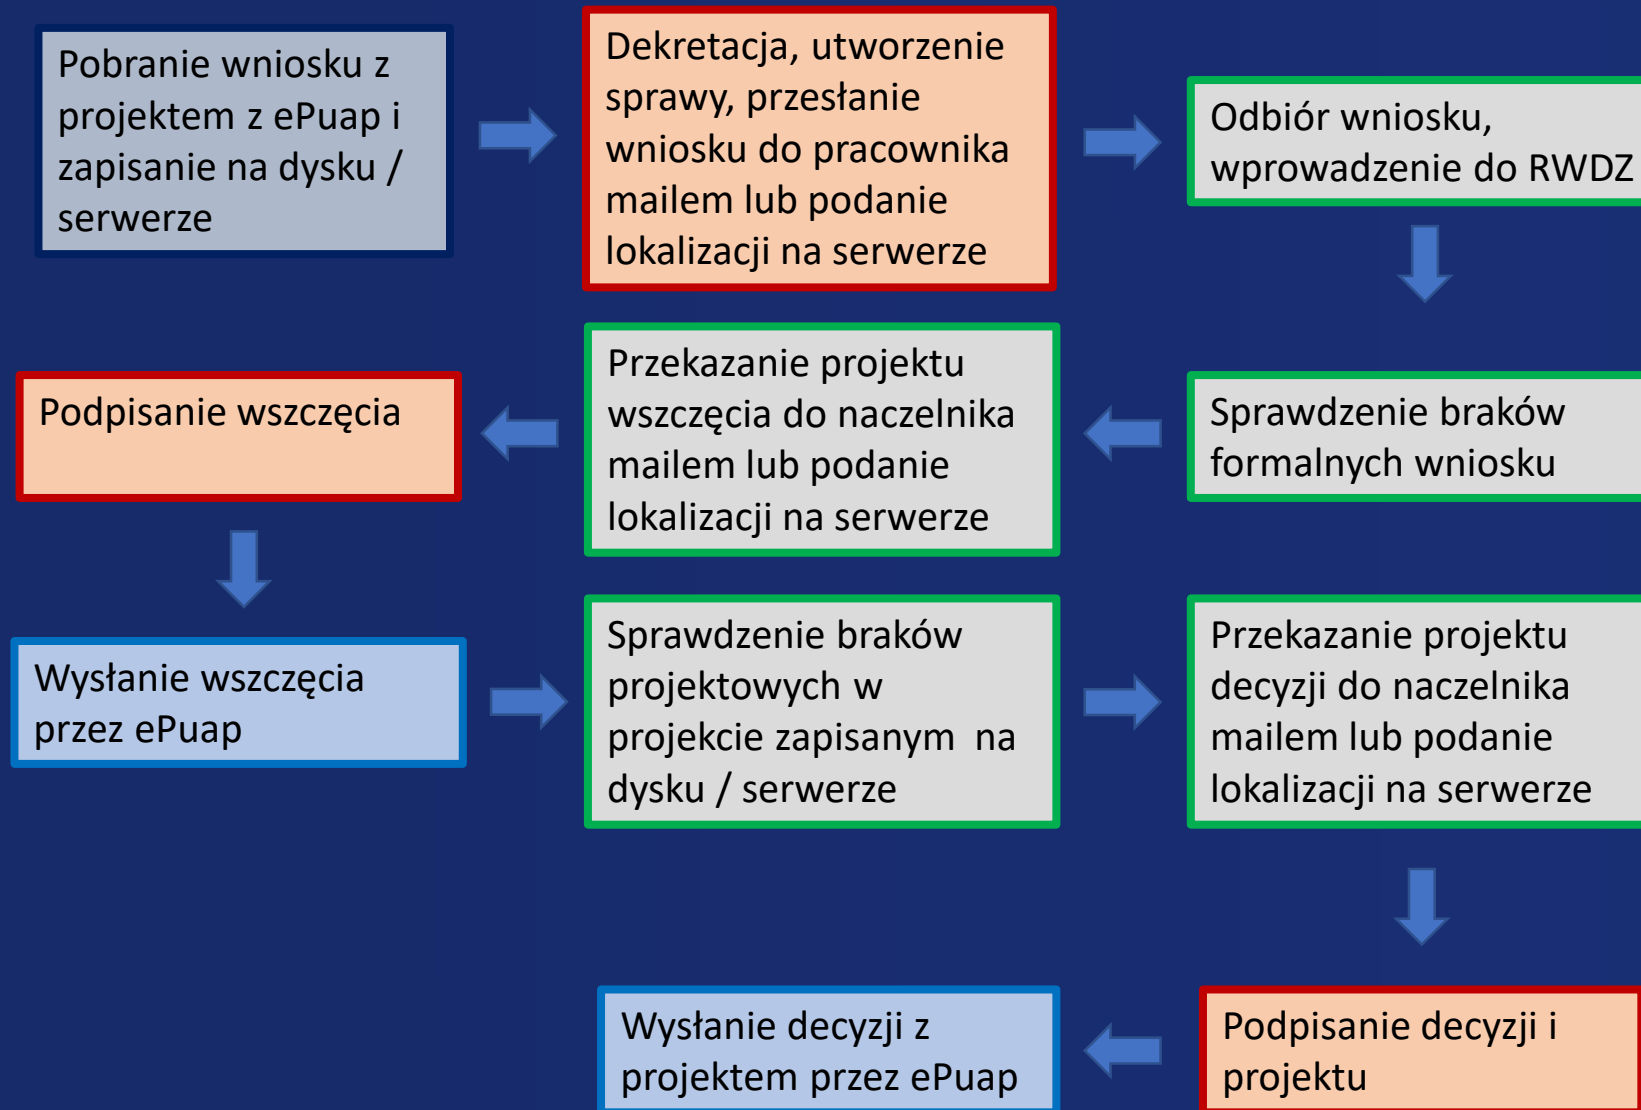 Pobranie wniosku z
projektem z ePuap i
zapisanie na dysku /
serwerze
Dekretacja, utworzenie
sprawy, przesłanie
wniosku do pracownika
mailem lub podanie
lokalizacji na serwerze
Odbiór wniosku,
wprowadzenie do RWDZ
Sprawdzenie braków
formalnych wniosku
Przekazanie projektu
wszczęcia do naczelnika
mailem lub podanie
lokalizacji na serwerze
Podpisanie wszczęcia
Wysłanie wszczęcia
przez ePuap
Sprawdzenie braków
projektowych w
projekcie zapisanym na
dysku / serwerze
Przekazanie projektu
decyzji do naczelnika
mailem lub podanie
lokalizacji na serwerze
Podpisanie decyzji i
projektu
Wysłanie decyzji z
projektem przez ePuap